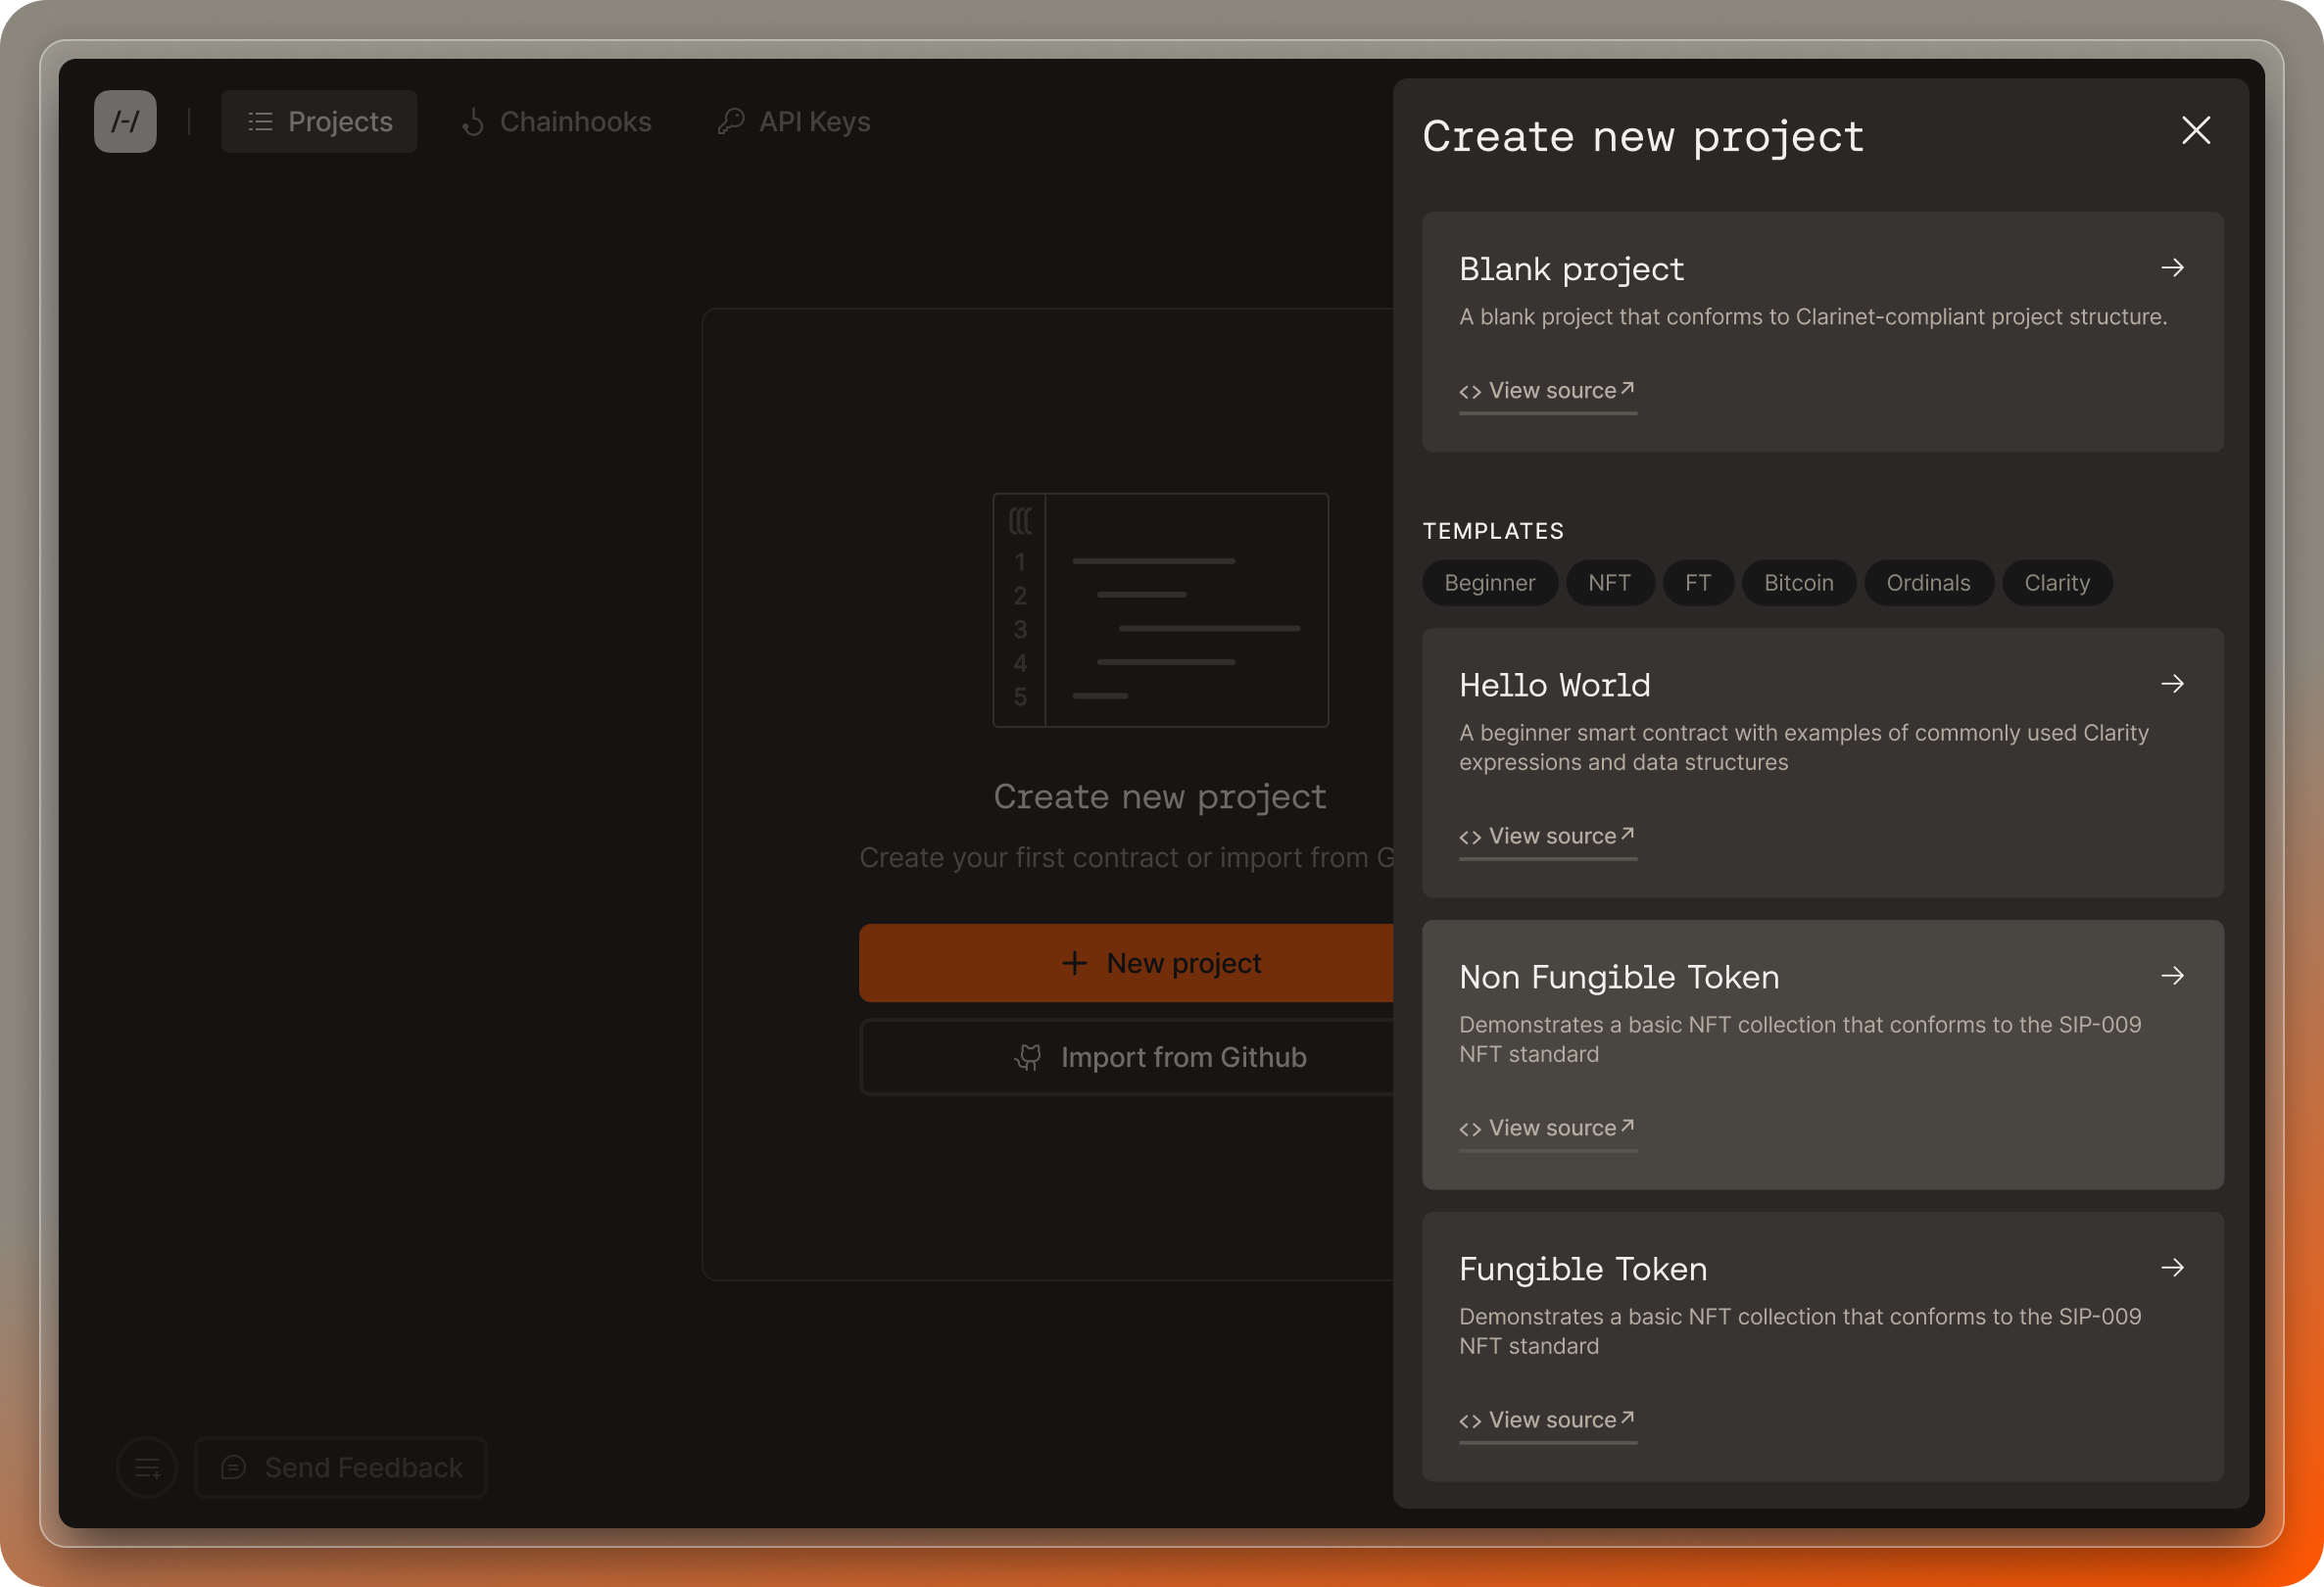 /-/
Projects
Chainhooks
API Keys
(((
1
2
3
4
5
Create new project
Create your first contract or import from G
New project
Import from Github
Send Feedback
Create new project
Blank project
A blank project that conforms to Clarinet-compliant project structure.
<> View source
TEMPLATES
Beginner NFT FT Bitcoin Ordinals Clarity
Hello World
A beginner smart contract with examples of commonly used Clarity
expressions and data structures
<> View source
Non Fungible Token
Demonstrates a basic NFT collection that conforms to the SIP-009
NFT standard
<> View source
Fungible Token
Demonstrates a basic NFT collection that conforms to the SIP-009
NFT standard
<> View source